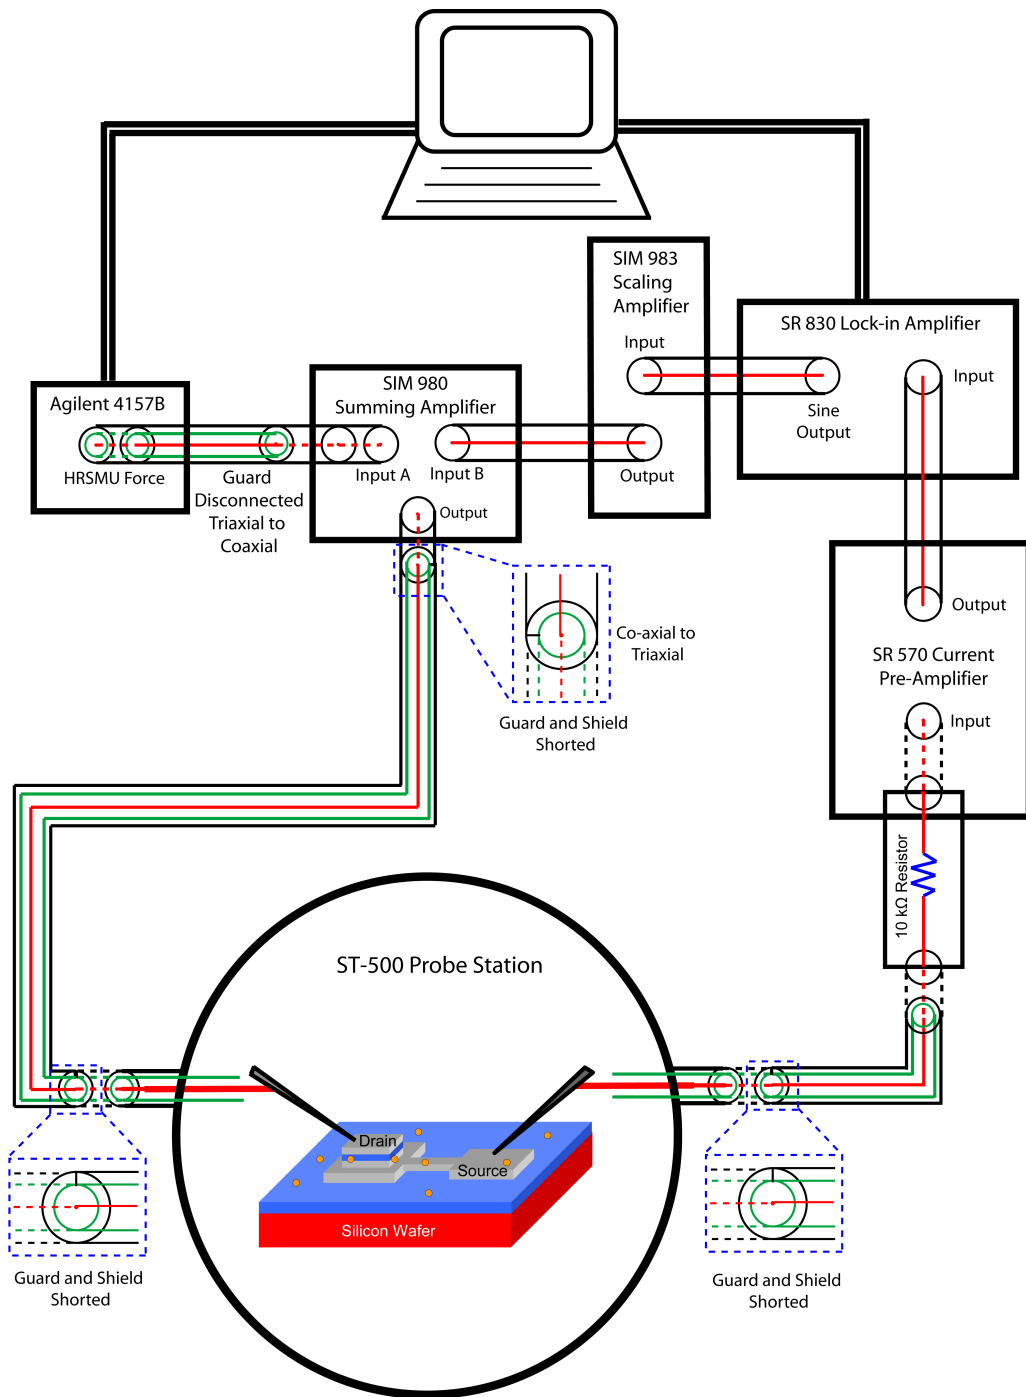 SIM 983
Scaling
Amplifier
Input
Output
SR 830 Lock-in Amplifier
Input
Sine
Output
SIM 980
Summing Amplifier
Input A
Input B
Output
Agilent 4157B
HRSMU Force
Guard
Disconnected
Triaxial to
Coaxial
Co-axial to
Triaxial
Guard and Shield
Shorted
Output
SR 570 Current
Pre-Amplifier
Input
10 kΩ Resistor
ST-500 Probe Station
Drain
Source
Silicon Wafer
Guard and Shield
Shorted
Guard and Shield
Shorted